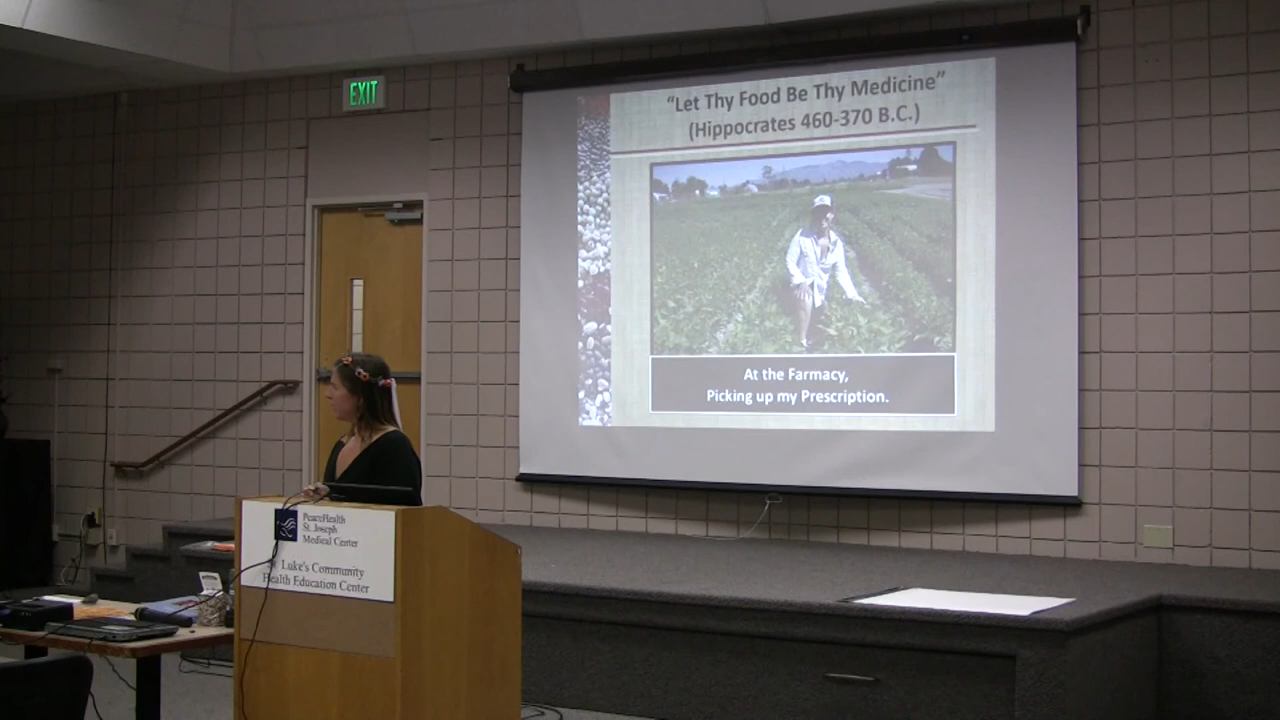 EXIT
“Let Thy Food Be Thy Medicine”
(Hippocrates 460-370 B.C.)
At the Farmacy,
Picking up my Prescription.
PeaceHealth
St. Joseph
Medical Center
St. Luke's Community
Health Education Center